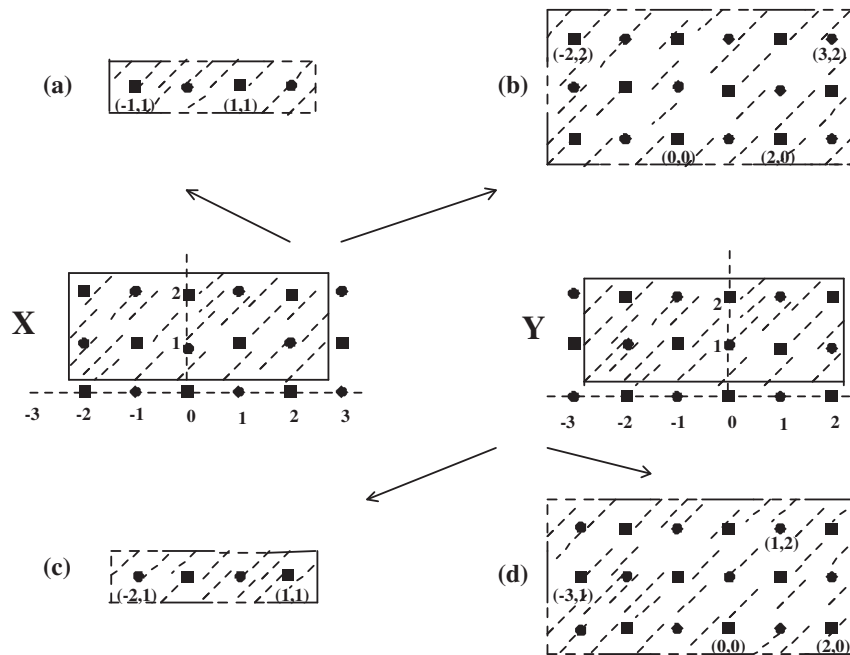 (a)
(-1,1) (1,1)
(b)
(-2,2) (3,2)
(0,0) (2,0)
X
2
1
-3 -2 -1 0 1 2 3
Y
2
1
-3 -2 -1 0 1 2
(c)
(-2,1) (1,1)
(d)
(1,2)
(-3,1)
(0,0) (2,0)